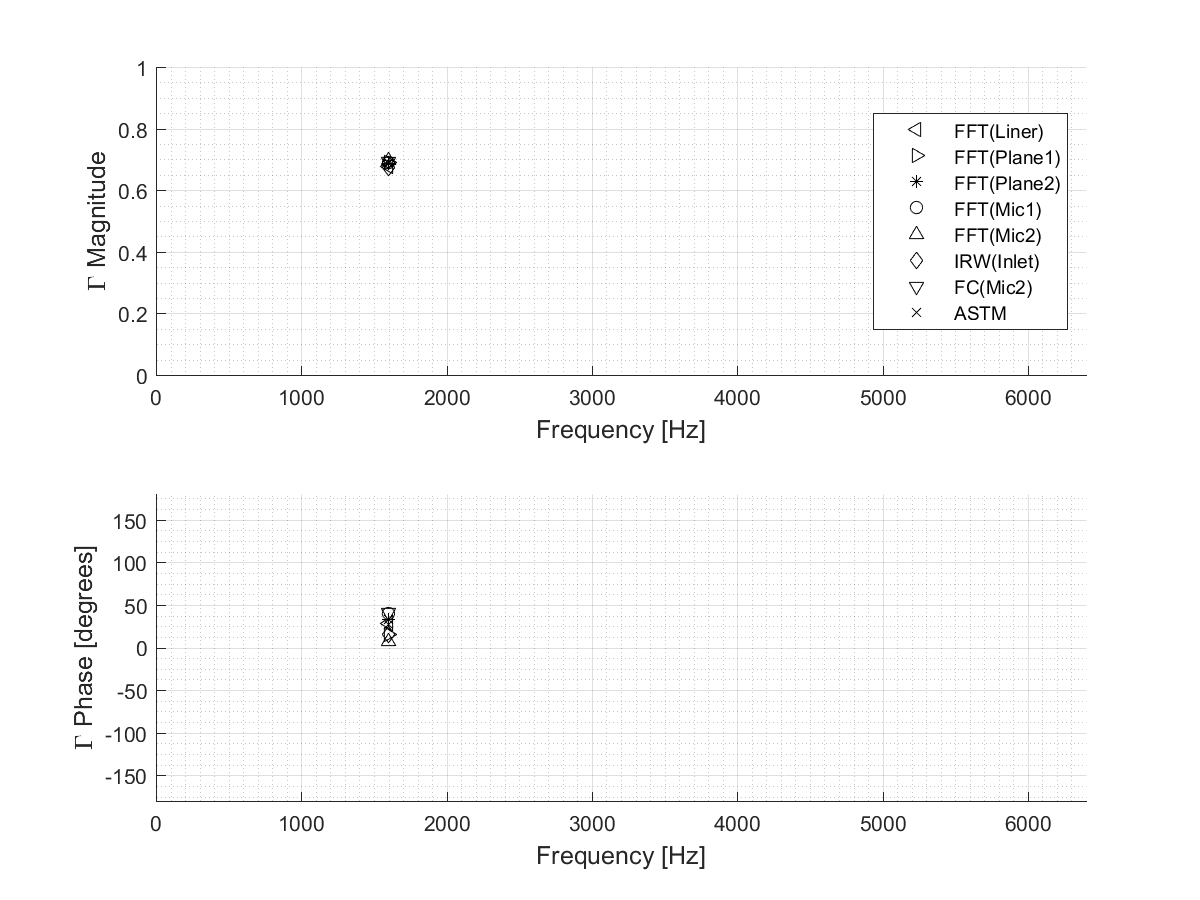 1
0.8
0.6
0.4
0.2
0
Γ Magnitude
0 1000 2000 3000 4000 5000 6000
Frequency [Hz]
FFT(Liner)
FFT(Plane1)
FFT(Plane2)
FFT(Mic1)
FFT(Mic2)
IRW(Inlet)
FC(Mic2)
ASTM
150
100
50
0
-50
-100
-150
Γ Phase [degrees]
0 1000 2000 3000 4000 5000 6000
Frequency [Hz]